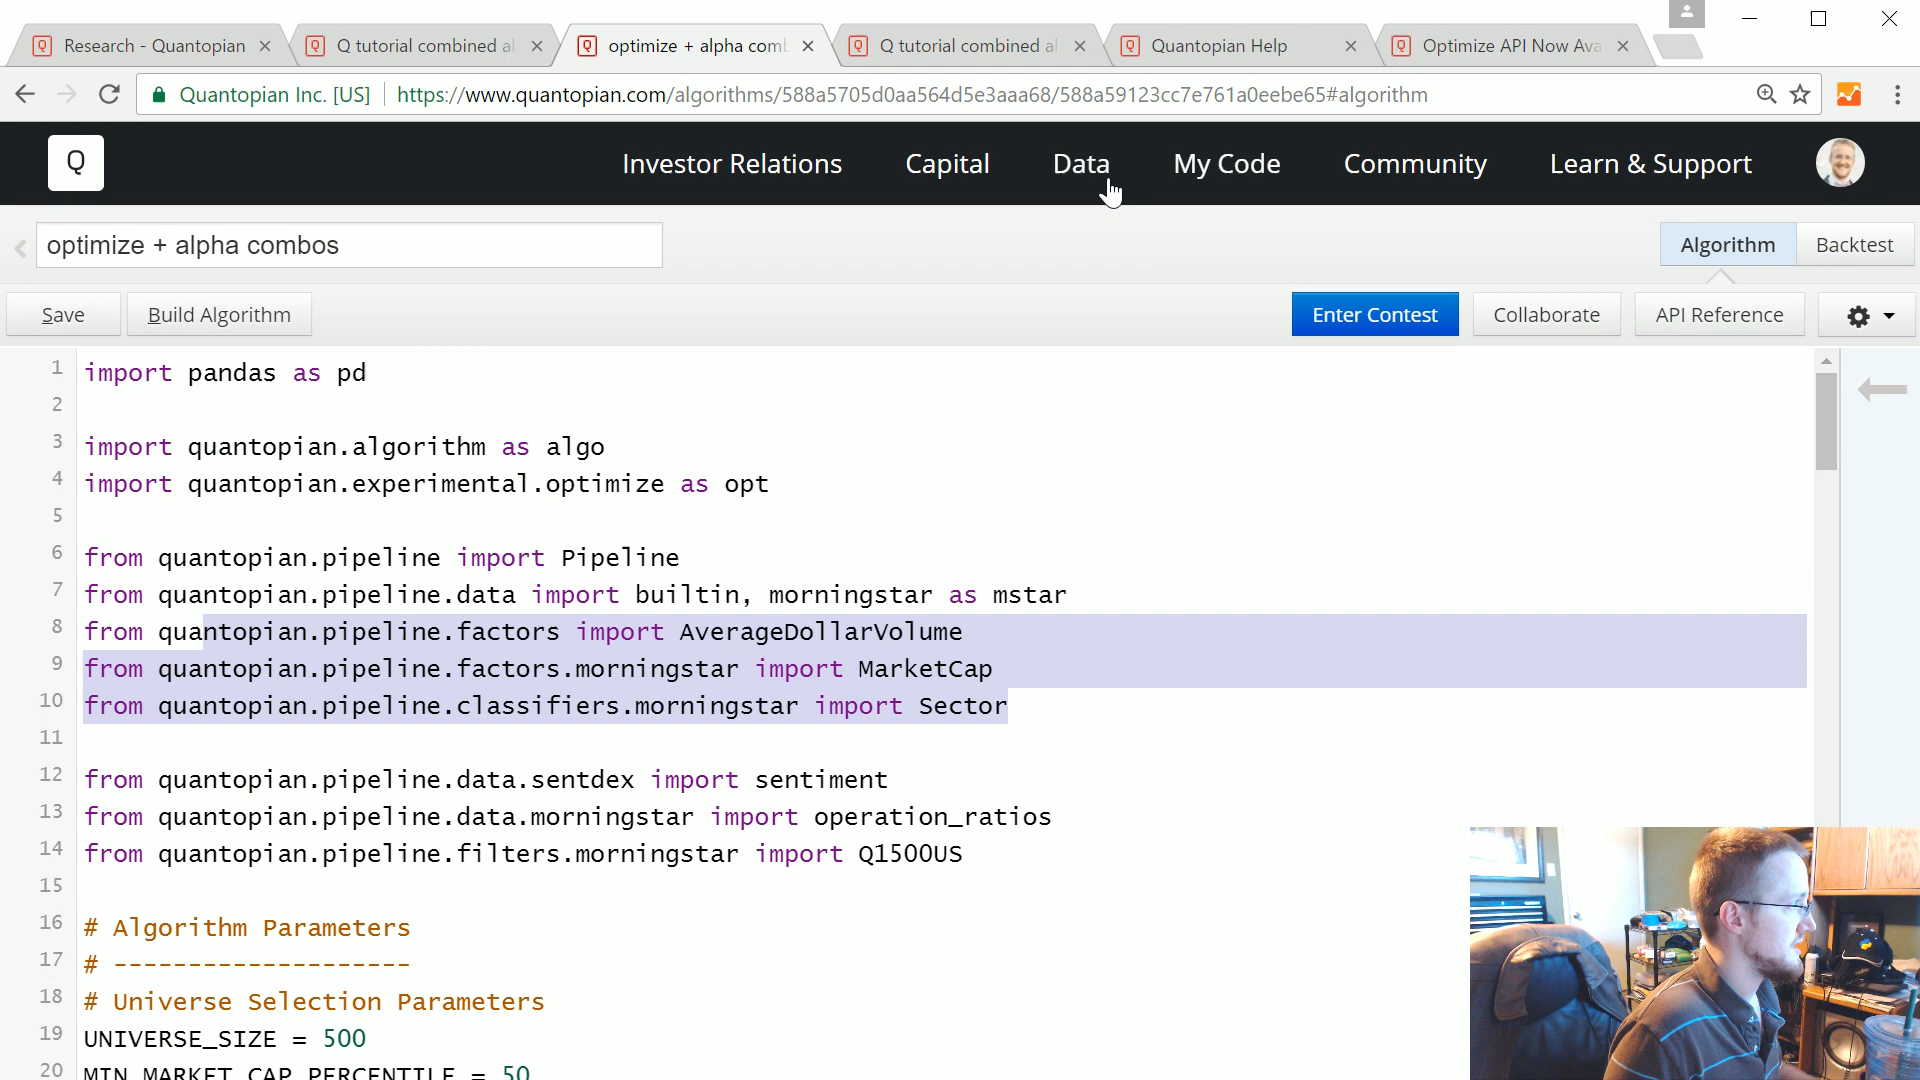 Research - Quantopian
Q tutorial combined al
optimize + alpha comb
Q tutorial combined al
Quantopian Help
Optimize API Now Ava
Quantopian Inc. [US]
https://www.quantopian.com/algorithms/588a5705d0aa564d5e3aaa68/588a59123cc7e761a0eebe65#algorithm
Q
Investor Relations
Capital
Data
My Code
Community
Learn & Support
optimize + alpha combos
Algorithm
Backtest
Save
Build Algorithm
Enter Contest
Collaborate
API Reference
1 import pandas as pd
2
3 import quantopian.algorithm as algo
4 import quantopian.experimental.optimize as opt
5
6 from quantopian.pipeline import Pipeline
7 from quantopian.pipeline.data import builtin, morningstar as mstar
8 from quantopian.pipeline.factors import AverageDollarVolume
9 from quantopian.pipeline.factors.morningstar import MarketCap
10 from quantopian.pipeline.classifiers.morningstar import Sector
11
12 from quantopian.pipeline.data.sentdex import sentiment
13 from quantopian.pipeline.data.morningstar import operation_ratios
14 from quantopian.pipeline.filters.morningstar import Q1500US
15
16 # Algorithm Parameters
17 # --------------------
18 # Universe Selection Parameters
19 UNIVERSE_SIZE = 500
20 MIN_MARKET_CAP_PERCENTILE = 50